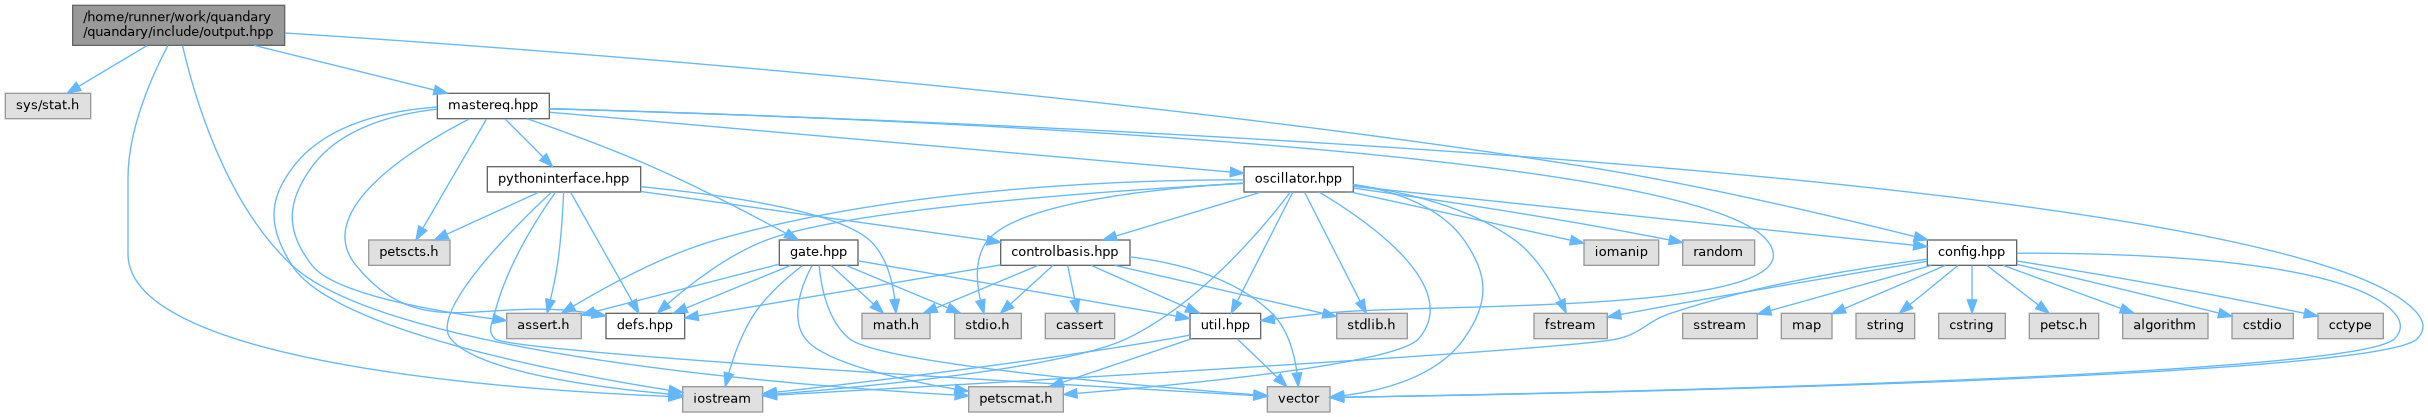 /home/runner/work/quandary
/quandary/include/output.hpp
sys/stat.h
mastereq.hpp
pythoninterface.hpp
oscillator.hpp
petscts.h
gate.hpp
controlbasis.hpp
iomanip
random
config.hpp
assert.h
defs.hpp
math.h
stdio.h
cassert
util.hpp
stdlib.h
fstream
sstream
map
string
cstring
petsc.h
algorithm
cstdio
cctype
iostream
petscmat.h
vector